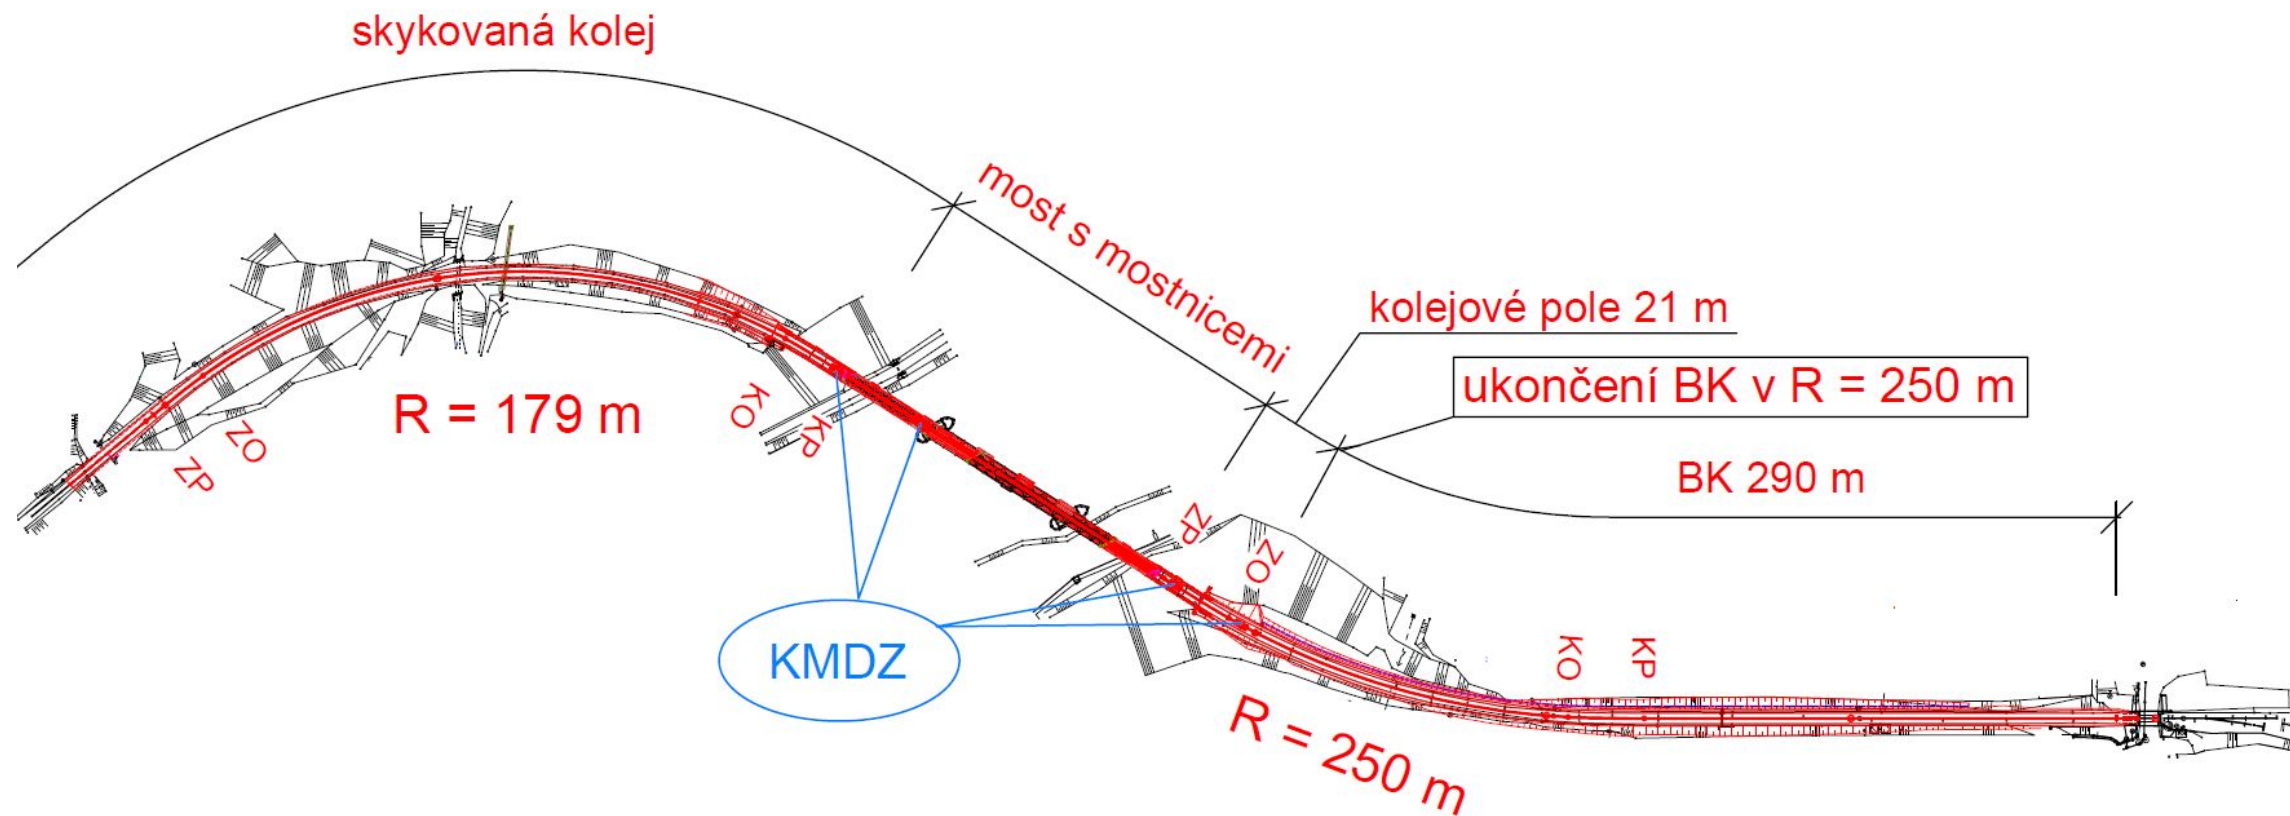 skykovaná kolej
most s mostnicemi
kolejové pole 21 m
ukončení BK v R = 250 m
BK 290 m
R = 179 m
ZP
ZO
KO
KP
KMDZ
ZP
ZO
KO
KP
R = 250 m